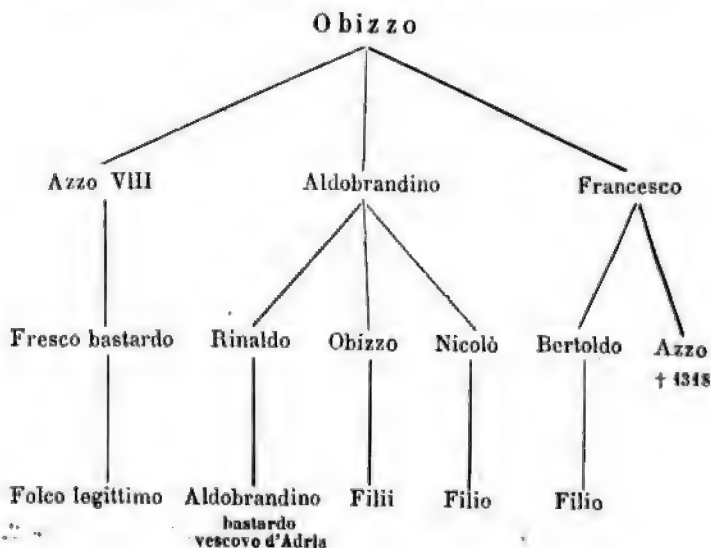 Obizzo
Azzo VIII Aldobrandino Francesco
Fresco bastardo Rinaldo Obizzo Nicolò Bertoldo Azzo
† 1318
Folco legittimo Aldobrandino Filii Filio Filio
bastardo
vescovo d'Adria